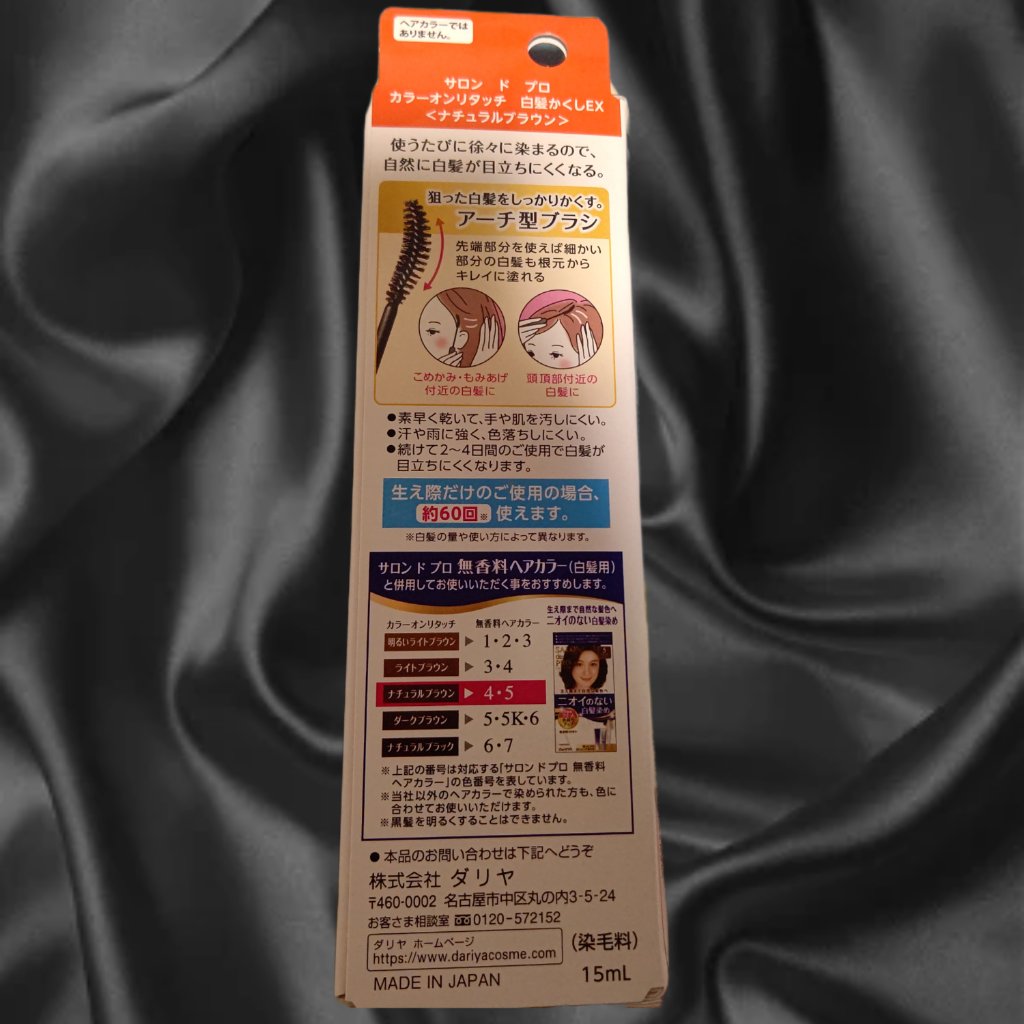 ヘアカラーでは
ありません。
サロン ド プロ
カラーオンリタッチ 白髪かくしEX
<ナチュラルブラウン>
使うたびに徐々に染まるので、
自然に白髪が目立ちにくくなる。
狙った白髪をしっかりかくす。
アーチ型ブラシ
先端部分を使えば細かい
部分の白髪も根元から
キレイに塗れる
こめかみ・もみあげ
付近の白髪に
頭頂部付近の
白髪に
●素早く乾いて、手や肌を汚しにくい。
●汗や雨に強く、色落ちしにくい。
●続けて2〜4日間のご使用で白髪が
目立ちにくくなります。
生え際だけのご使用の場合、
約60回※使えます。
※白髪の量や使い方によって異なります。
サロン ド プロ 無香料ヘアカラー(白髪用)
と併用してお使いいただく事をおすすめします。
カラーオンリタッチ 無香料ヘアカラー
明るいライトブラウン ▶ 1・2・3
ライトブラウン ▶ 3・4
ナチュラルブラウン ▶ 4・5
ダークブラウン ▶ 5・5K・6
ナチュラルブラック ▶ 6・7
生え際まで自然な髪色へ
ニオイのない白髪染め
ニオイのない
白髪染め
※上記の番号は対応する「サロン ド プロ 無香料
ヘアカラー」の色番号を表しています。
※当社以外のヘアカラーで染められた方も、色に
合わせてお使いいただけます。
※黒髪を明るくすることはできません。
●本品のお問い合わせは下記へどうぞ
株式会社 ダリヤ
〒460-0002 名古屋市中区丸の内3-5-24
お客さま相談室 0120-572152
ダリヤ ホームページ
https://www.dariyacosme.com
(染毛料)
MADE IN JAPAN 15mL